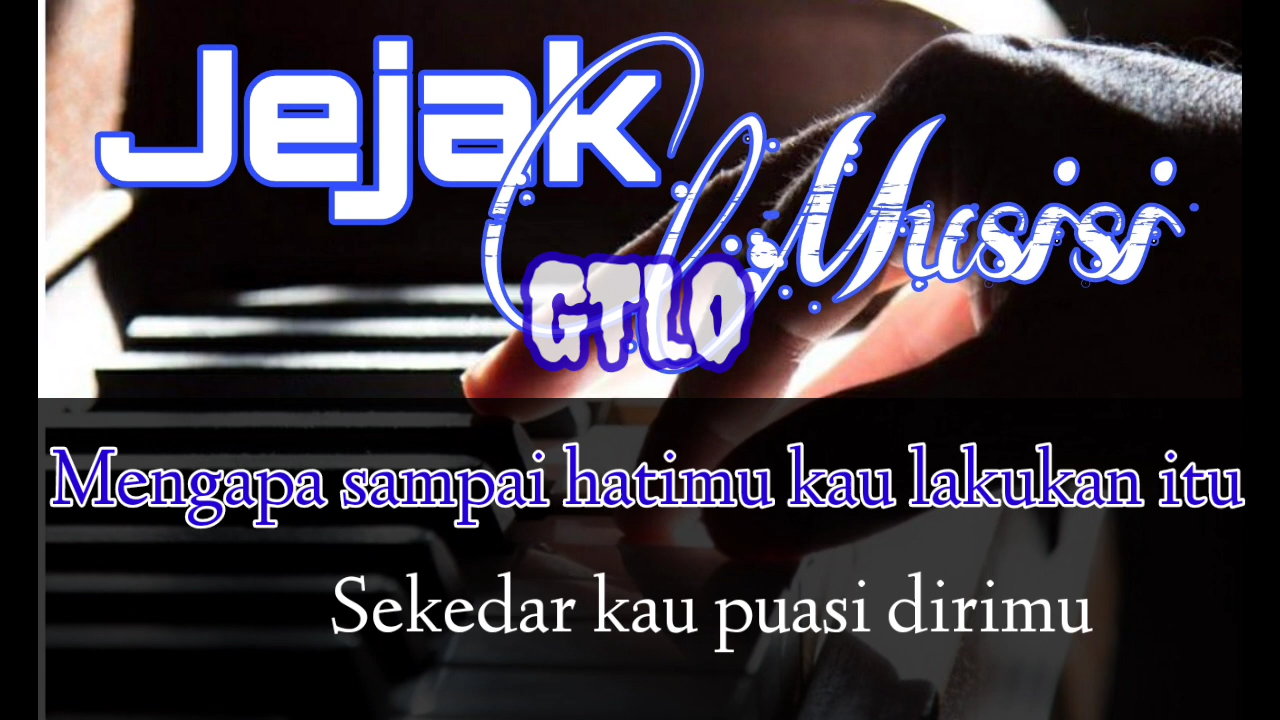 Jejak Musisi
GTLO
Mengapa sampai hatimu kau lakukan itu
Sekedar kau puasi dirimu